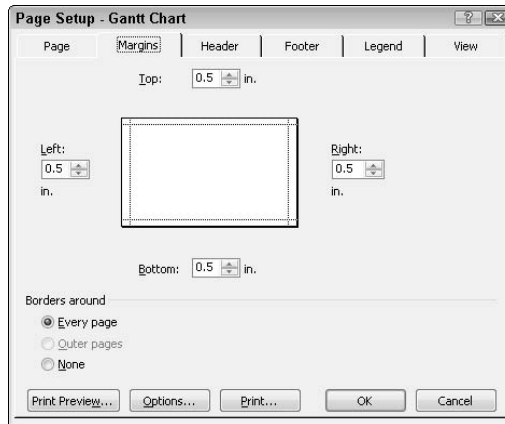 Page Setup - Gantt Chart
Page Margins Header Footer Legend View
Top: 0.5 in.
Left:
0.5
in.
Right:
0.5
in.
Bottom: 0.5 in.
Borders around
Every page
Outer pages
None
Print Preview... Options... Print... OK Cancel